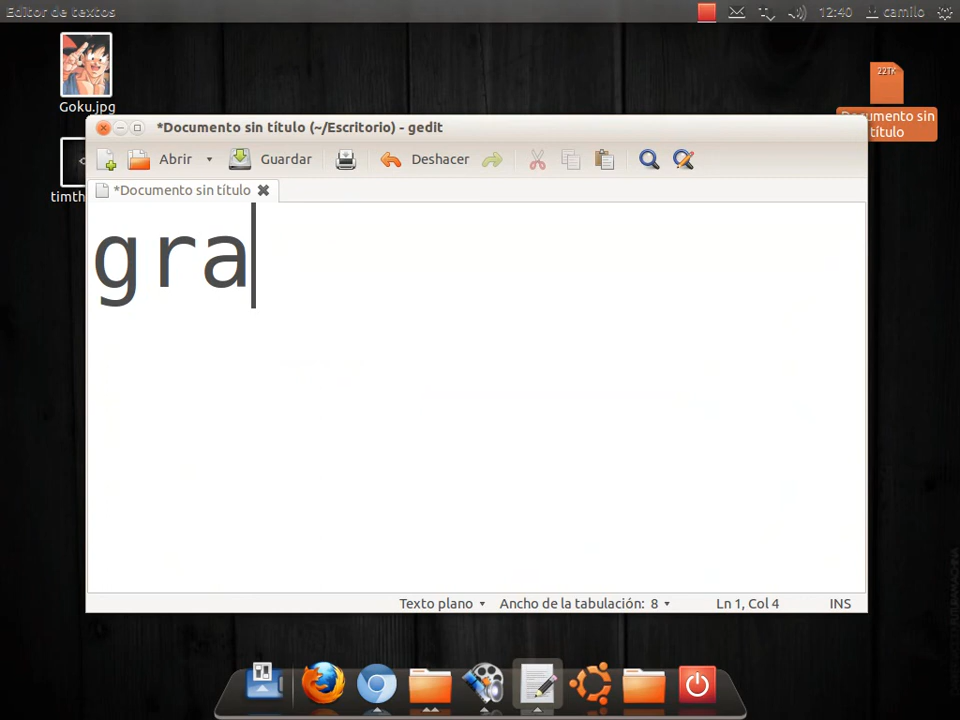 Editor de textos
12:40
camilo
Goku.jpg
22TK
Documento sin
título
*Documento sin título (~/Escritorio) - gedit
Abrir
Guardar
Deshacer
*Documento sin título
gra
Texto plano
Ancho de la tabulación: 8
Ln 1, Col 4
INS